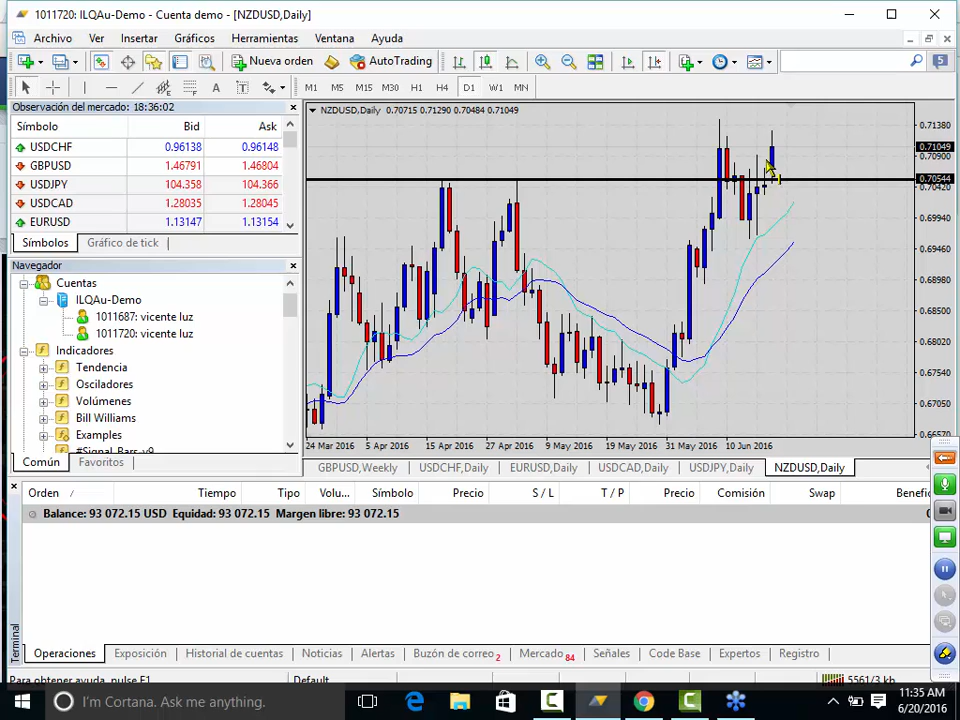 1011720: ILQAu-Demo - Cuenta demo - [NZDUSD,Daily]
Archivo Ver Insertar Gráficos Herramientas Ventana Ayuda
Nueva orden AutoTrading 5
A T M1 M5 M15 M30 H1 H4 D1 W1 MN
Observación del mercado: 18:36:02
Símbolo Bid Ask
USDCHF 0.96138 0.96148
GBPUSD 1.46791 1.46804
USDJPY 104.358 104.366
USDCAD 1.28035 1.28045
EURUSD 1.13147 1.13154
Símbolos Gráfico de tick
Navegador
Cuentas
ILQAu-Demo
1011687: vicente luz
1011720: vicente luz
Indicadores
Tendencia
Osciladores
Volúmenes
Bill Williams
Examples
#Signal_Bars_v9
Común Favoritos
NZDUSD,Daily 0.70715 0.71290 0.70484 0.71049
0.71380
0.71049
0.70900
0.70544
0.70420
0.69940
0.69460
0.68980
0.68500
0.68020
0.67540
0.67050
0.66570
24 Mar 2016 5 Apr 2016 15 Apr 2016 27 Apr 2016 9 May 2016 19 May 2016 31 May 2016 10 Jun 2016
GBPUSD,Weekly USDCHF,Daily EURUSD,Daily USDCAD,Daily USDJPY,Daily NZDUSD,Daily
Orden Tiempo Tipo Volu... Símbolo Precio S / L T / P Precio Comisión Swap Benefi
Balance: 93 072.15 USD Equidad: 93 072.15 Margen libre: 93 072.15
Terminal
Operaciones Exposición Historial de cuentas Noticias Alertas Buzón de correo 2 Mercado 84 Señales Code Base Expertos Registro
Para obtener ayuda, pulse F1 Default 5561/3 kb
I'm Cortana. Ask me anything.
11:35 AM
6/20/2016